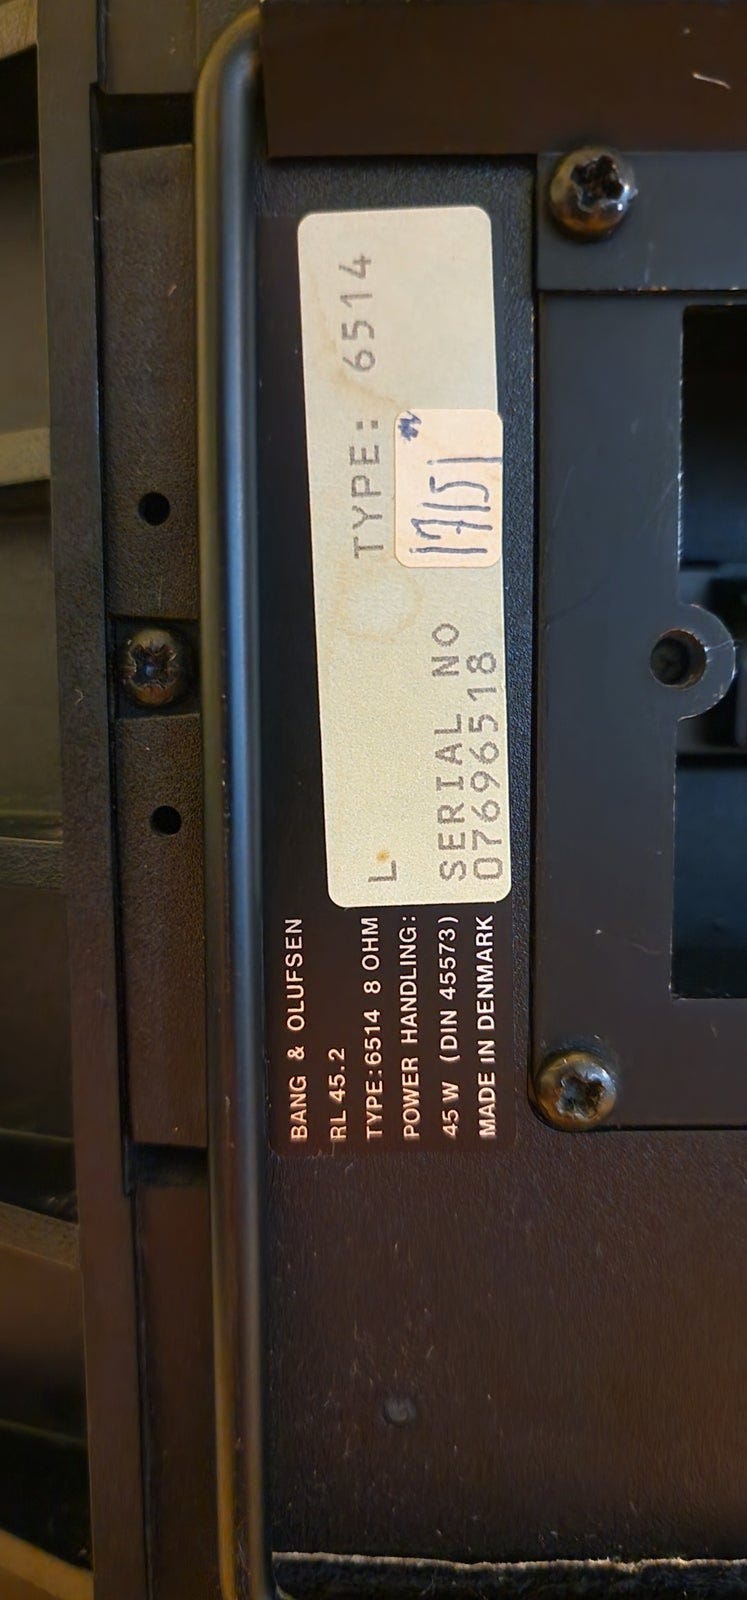 BANG & OLUFSEN
RL 45.2
TYPE:6514 8 OHM
POWER HANDLING:
45 W (DIN 45573)
MADE IN DENMARK
L TYPE: 6514
SERIAL NO
07696518